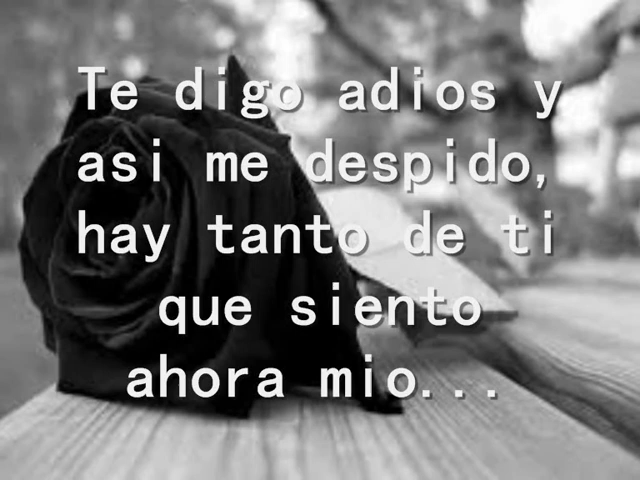 Te digo adios y
asi me despido,
hay tanto de ti
que siento
ahora mio...